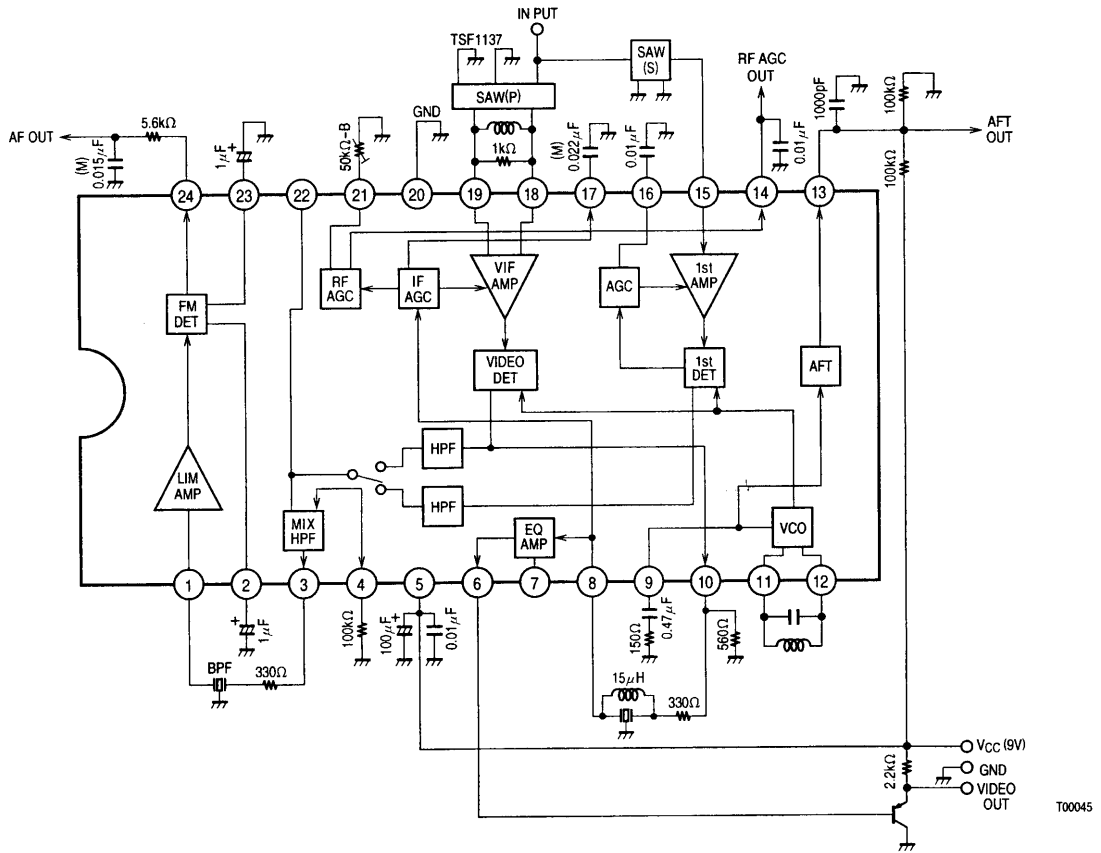 IN PUT
TSF1137
SAW
(S)
RF AGC
OUT
1000pF
100kΩ
SAW(P)
GND
AF OUT
5.6kΩ
(M)
0.015μF
1μF
+
50kΩ-B
1kΩ
(M)
0.022μF
0.01μF
0.01μF
AFT
OUT
100kΩ
24
23
22
21
20
19
18
17
16
15
14
13
RF
AGC
IF
AGC
VIF
AMP
AGC
1st
AMP
FM
DET
VIDEO
DET
1st
DET
AFT
HPF
LIM
AMP
HPF
MIX
HPF
EQ
AMP
VCO
1
2
3
4
5
6
7
8
9
10
11
12
+
1μF
100kΩ
100μF
+
0.01μF
150Ω
0.47μF
560Ω
BPF
330Ω
15μH
330Ω
VCC (9V)
2.2kΩ
GND
VIDEO
OUT
T00045